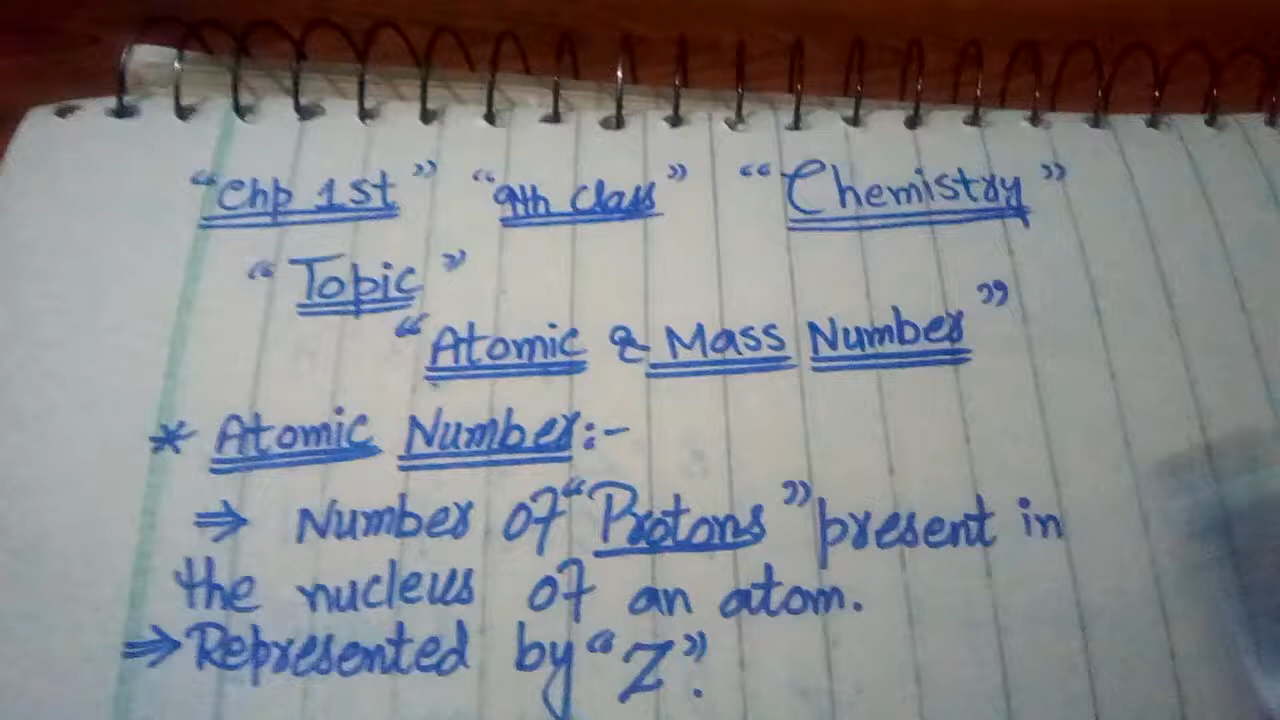 "Chp 1st" "9th Class" "Chemistry"
"Topic"
"Atomic & Mass Number"
* Atomic Number:-
⇒ Number of "Protons" present in
the nucleus of an atom.
⇒ Represented by "Z".